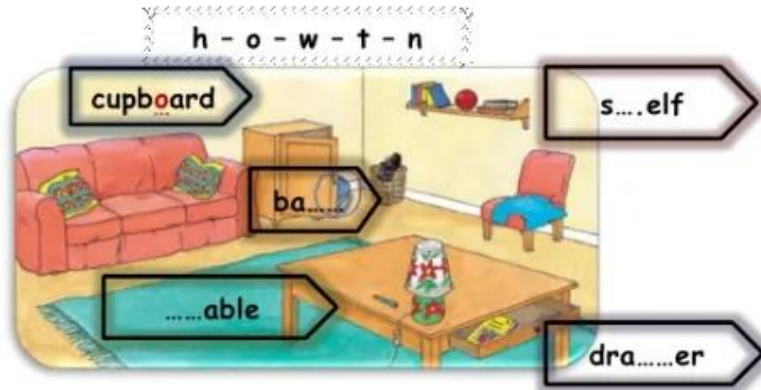 h - o - w - t - n
cupboard
s….elf
ba……
……able
dra……er